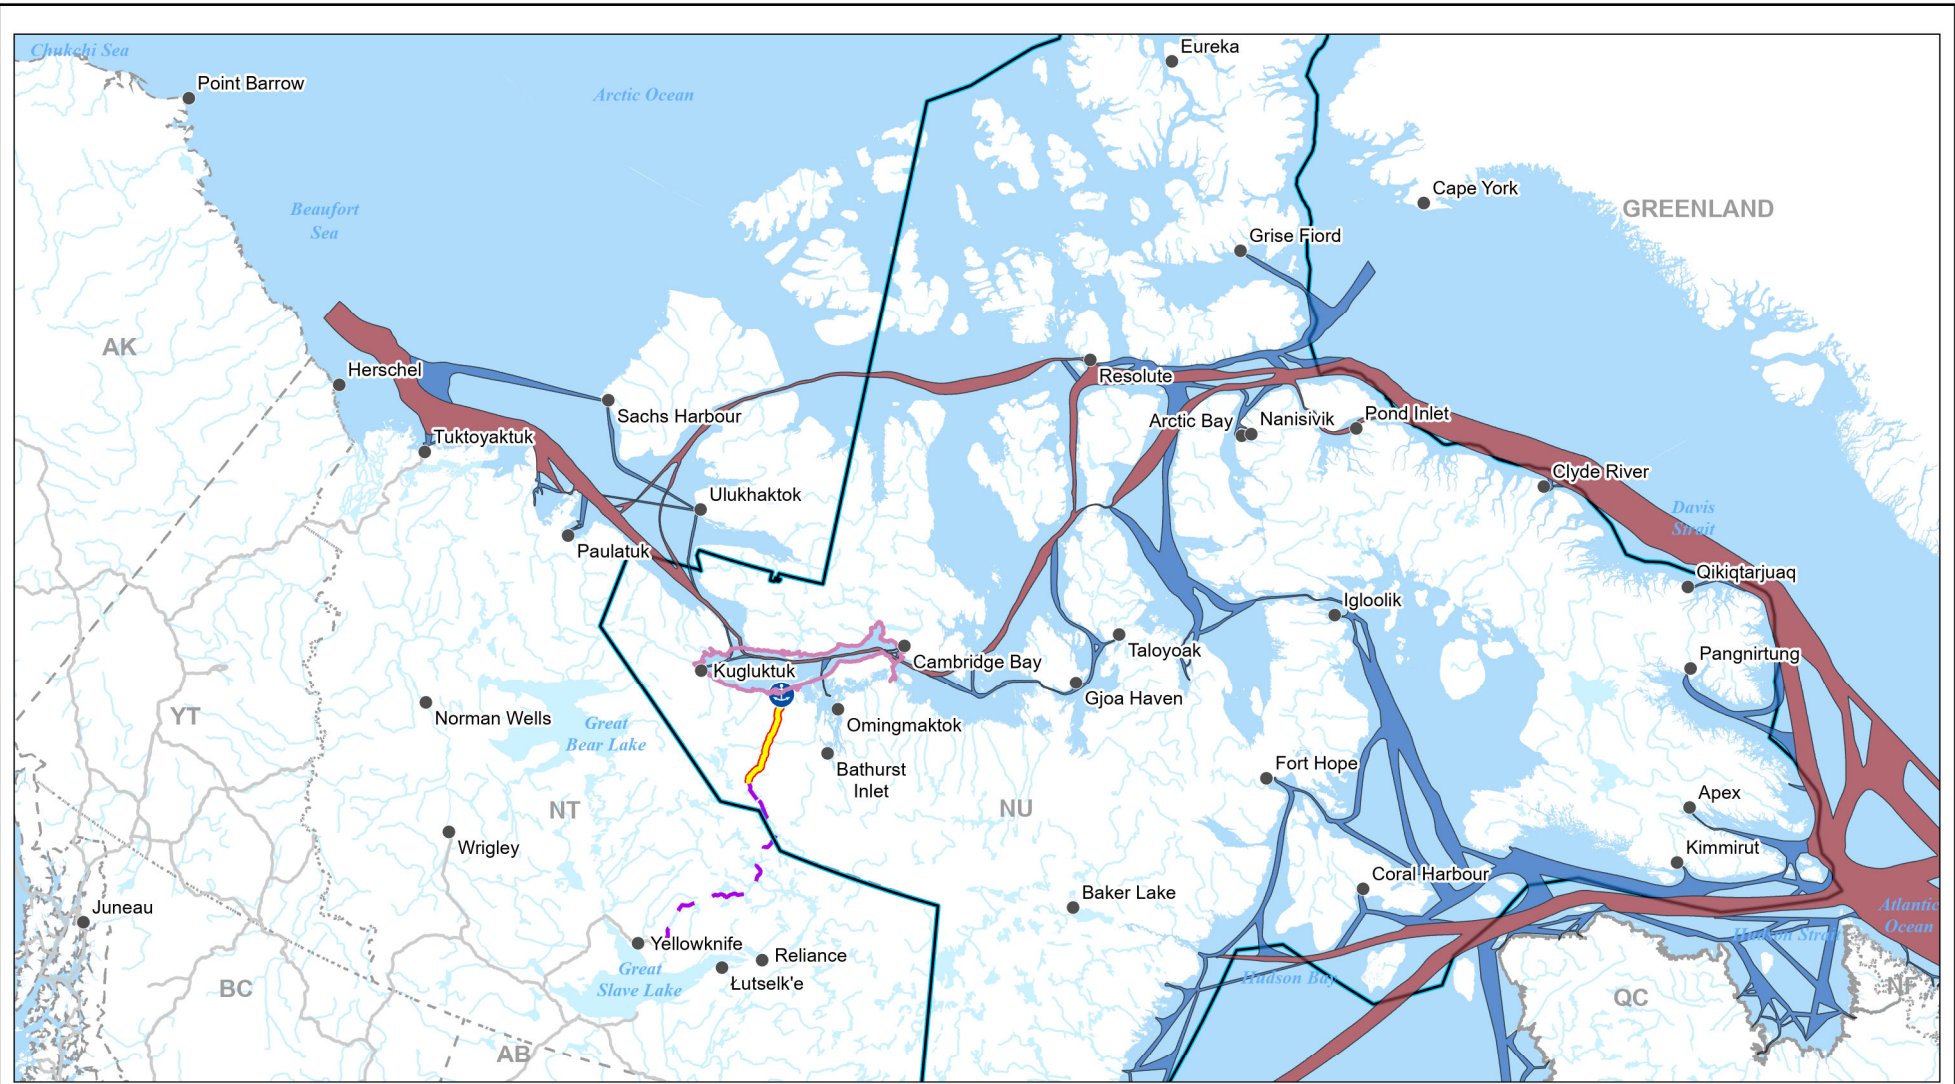 Chukchi Sea
Eureka
Point Barrow
Arctic Ocean
Cape York
Beaufort
Sea
GREENLAND
Grise Fiord
AK
Herschel
Resolute
Sachs Harbour
Arctic Bay
Nanisivik
Pond Inlet
Tuktoyaktuk
Clyde River
Ulukhaktok
Davis
Strait
Paulatuk
Qikiqtarjuaq
Igloolik
Taloyoak
Pangnirtung
Cambridge Bay
Kugluktuk
Gjoa Haven
YT
Norman Wells
Great
Bear Lake
Omingmaktok
Bathurst
Inlet
Fort Hope
NT
NU
Apex
Wrigley
Kimmirut
Coral Harbour
Baker Lake
Juneau
Atlantic
Ocean
Yellowknife
Hudson Strait
Reliance
Great
Slave Lake
Łutselk'e
Hudson Bay
BC
QC
NF
AB